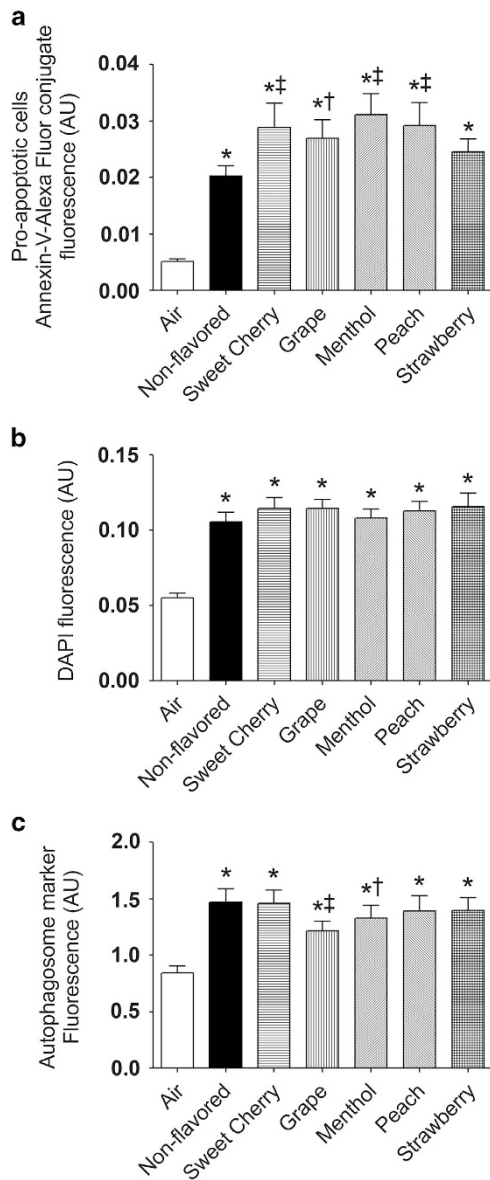 a
Pro-apoptotic cells
Annexin-V-Alexa Fluor conjugate
fluorescence (AU)
0.04
0.03
0.02
0.01
0.00
*
*‡
*†
*‡
*‡
*
Air
Non-flavored
Sweet Cherry
Grape
Menthol
Peach
Strawberry
b
DAPI fluorescence (AU)
0.15
0.10
0.05
0.00
*
*
*
*
*
*
Air
Non-flavored
Sweet Cherry
Grape
Menthol
Peach
Strawberry
c
Autophagosome marker
Fluorescence (AU)
2.0
1.5
1.0
0.5
0.0
*
*
*‡
*†
*
*
Air
Non-flavored
Sweet Cherry
Grape
Menthol
Peach
Strawberry